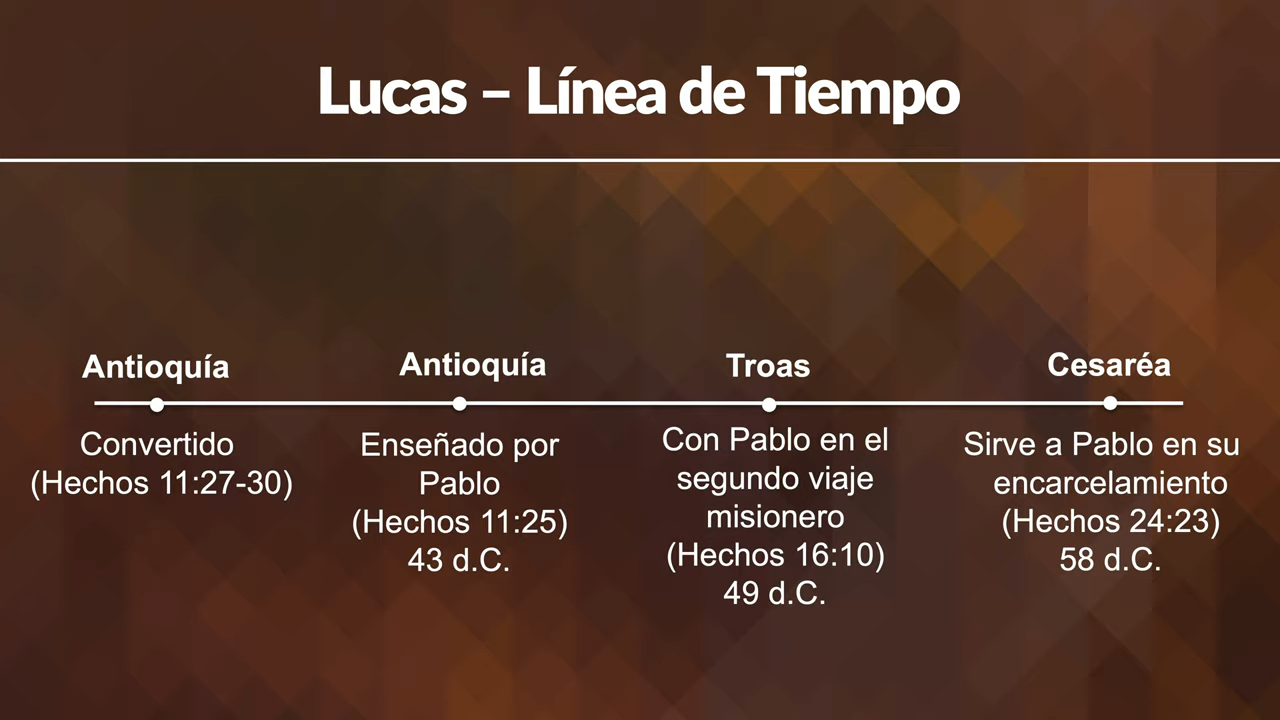 Lucas – Línea de Tiempo
Antioquía
Convertido
(Hechos 11:27-30)
Antioquía
Enseñado por
Pablo
(Hechos 11:25)
43 d.C.
Troas
Con Pablo en el
segundo viaje
misionero
(Hechos 16:10)
49 d.C.
Cesaréa
Sirve a Pablo en su
encarcelamiento
(Hechos 24:23)
58 d.C.